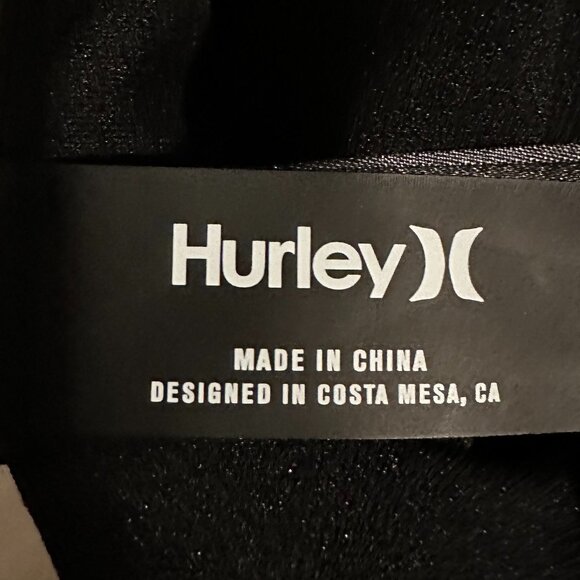 Hurley
MADE IN CHINA
DESIGNED IN COSTA MESA, CA